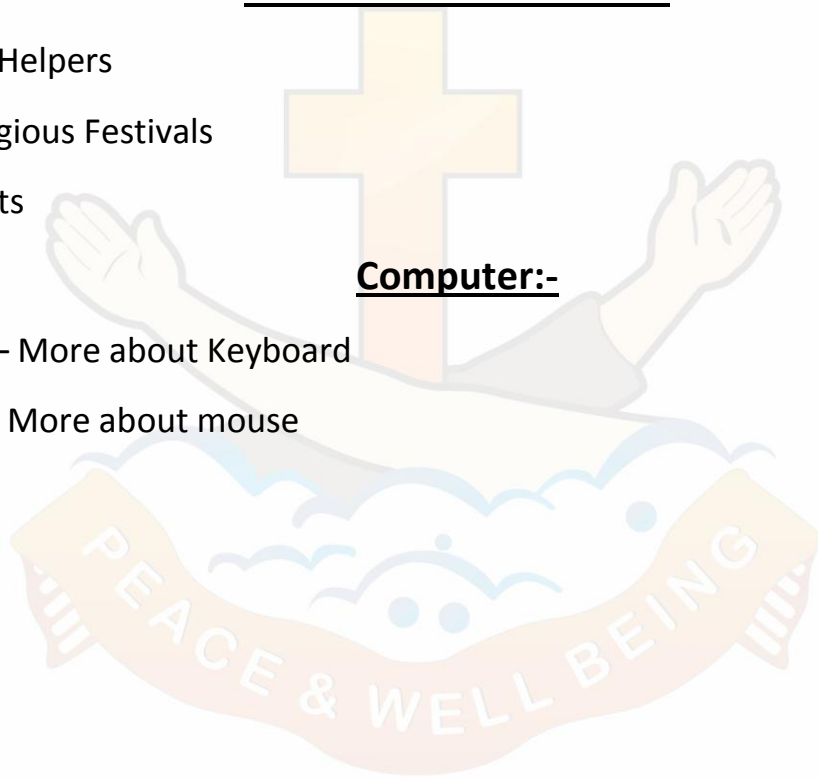 Helpers
gious Festivals
ts
Computer:-
- More about Keyboard
More about mouse
PEACE & WELL BEING